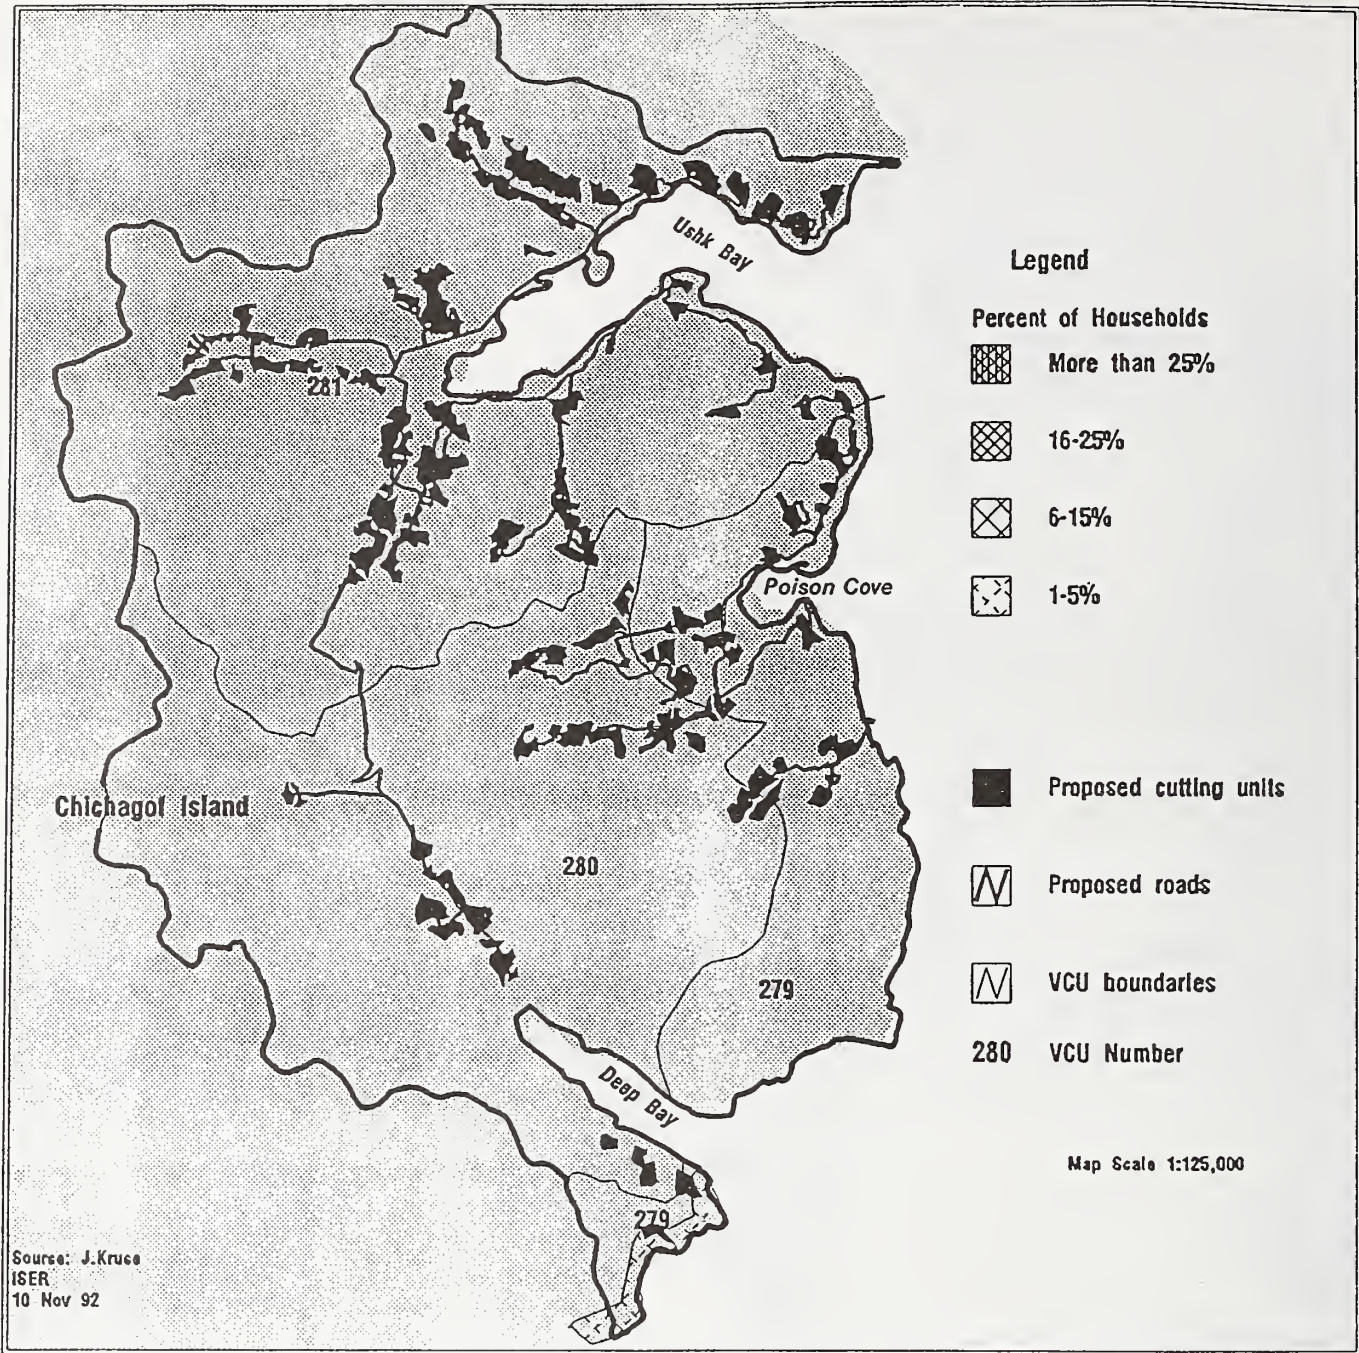 Ushk Bay
Legend
Percent of Households
More than 25%
16-25%
6-15%
1-5%
281
Poison Cove
Proposed cutting units
Chichagof Island
280
Proposed roads
279
VCU boundaries
280 VCU Number
Deep Bay
Map Scale 1:125,000
279
Source: J.Kruse
ISER
10 Nov 92